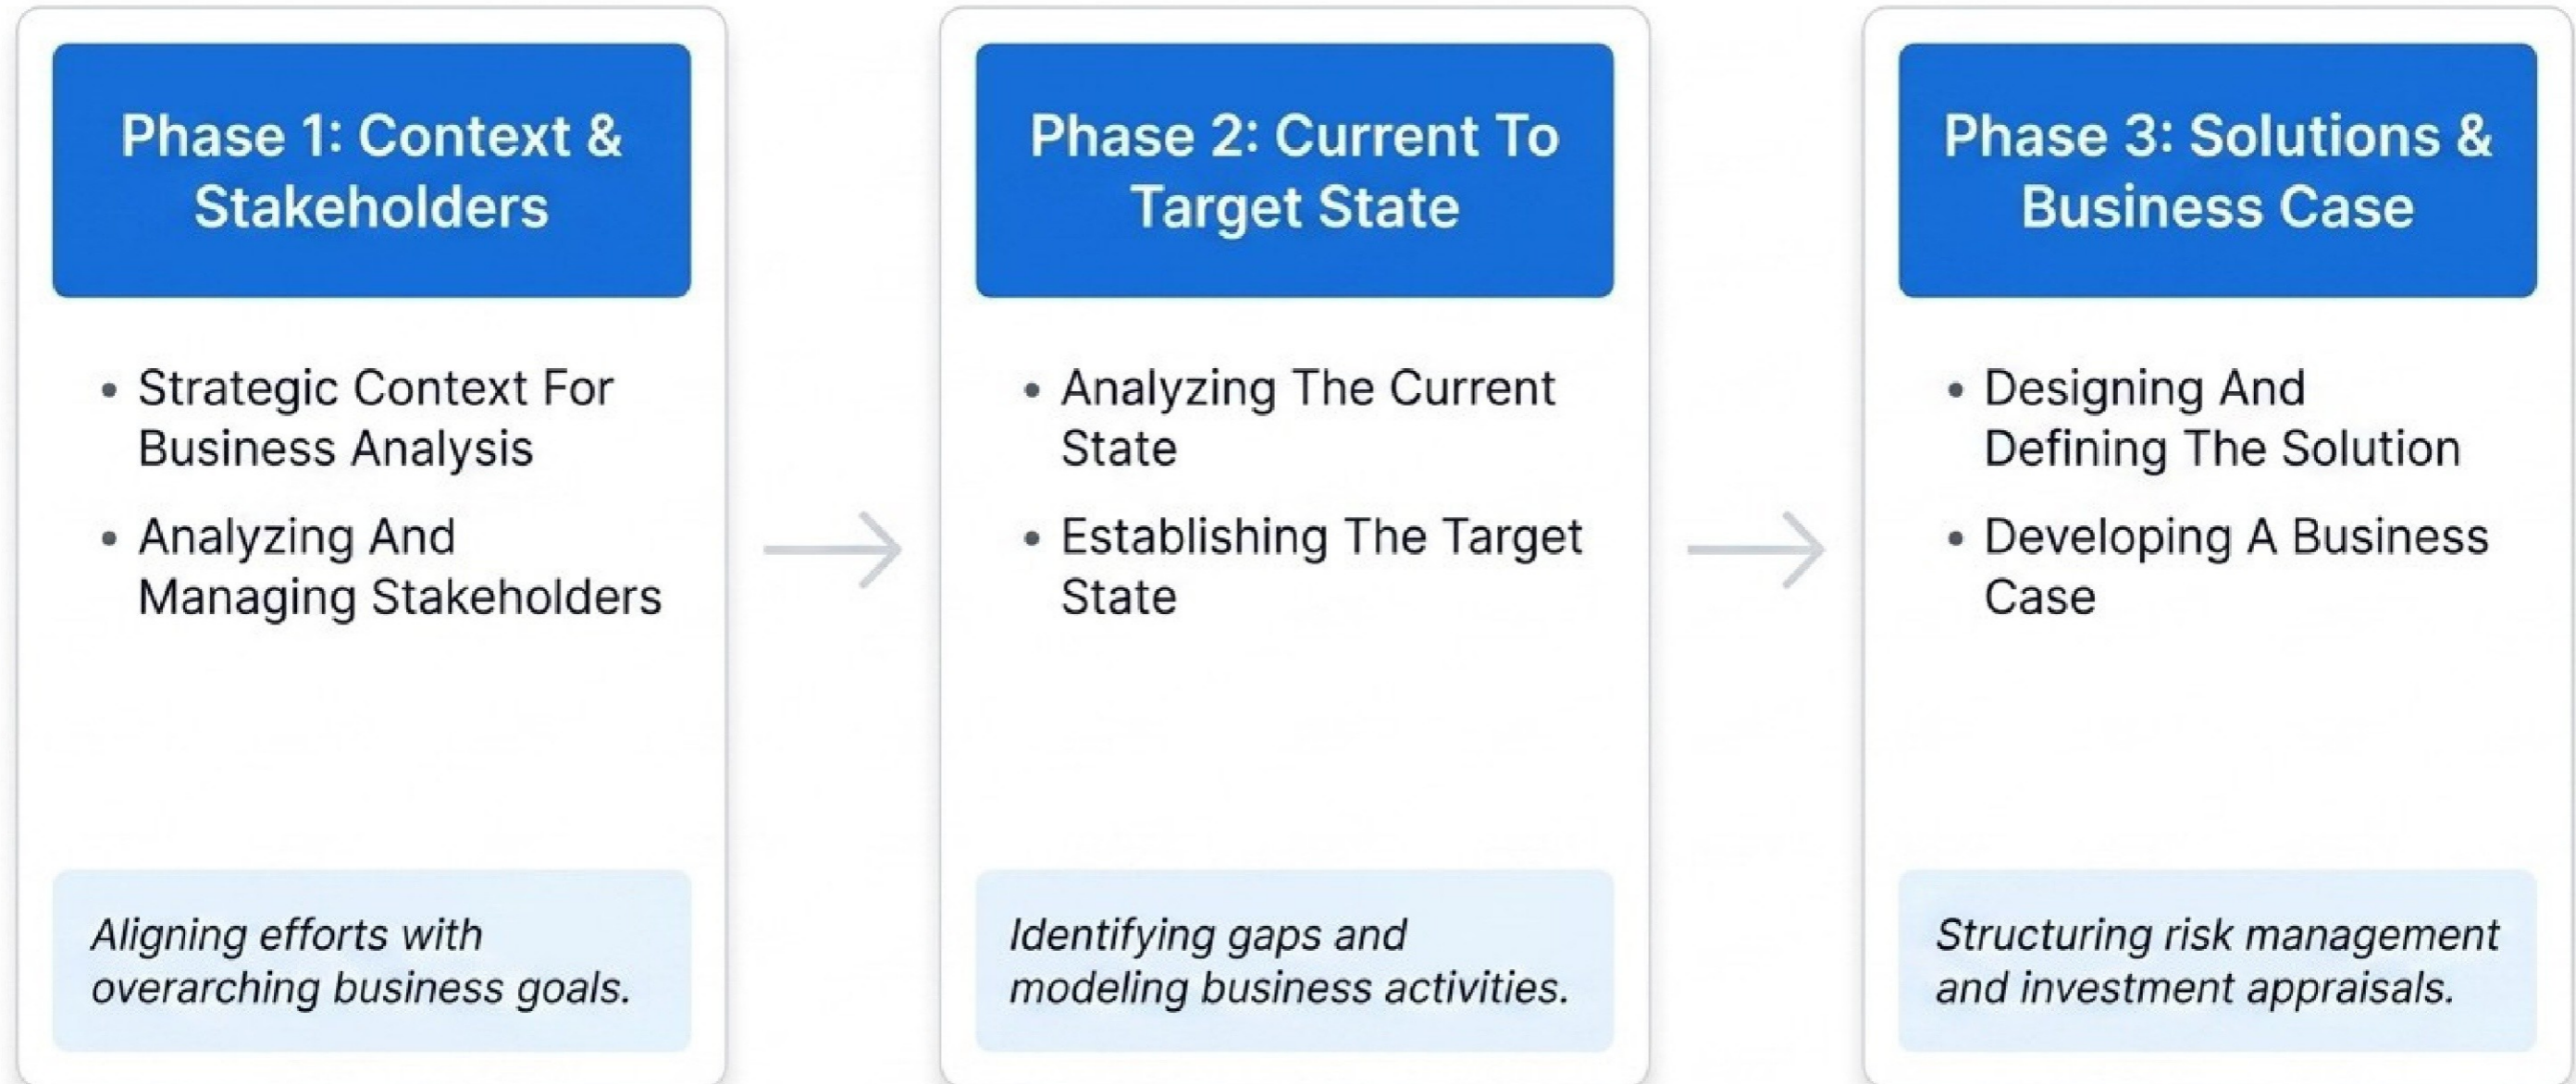 Phase 1: Context &
Stakeholders
• Strategic Context For
Business Analysis
• Analyzing And
Managing Stakeholders
Aligning efforts with
overarching business goals.
Phase 2: Current To
Target State
• Analyzing The Current
State
• Establishing The Target
State
Identifying gaps and
modeling business activities.
Phase 3: Solutions &
Business Case
• Designing And
Defining The Solution
• Developing A Business
Case
Structuring risk management
and investment appraisals.